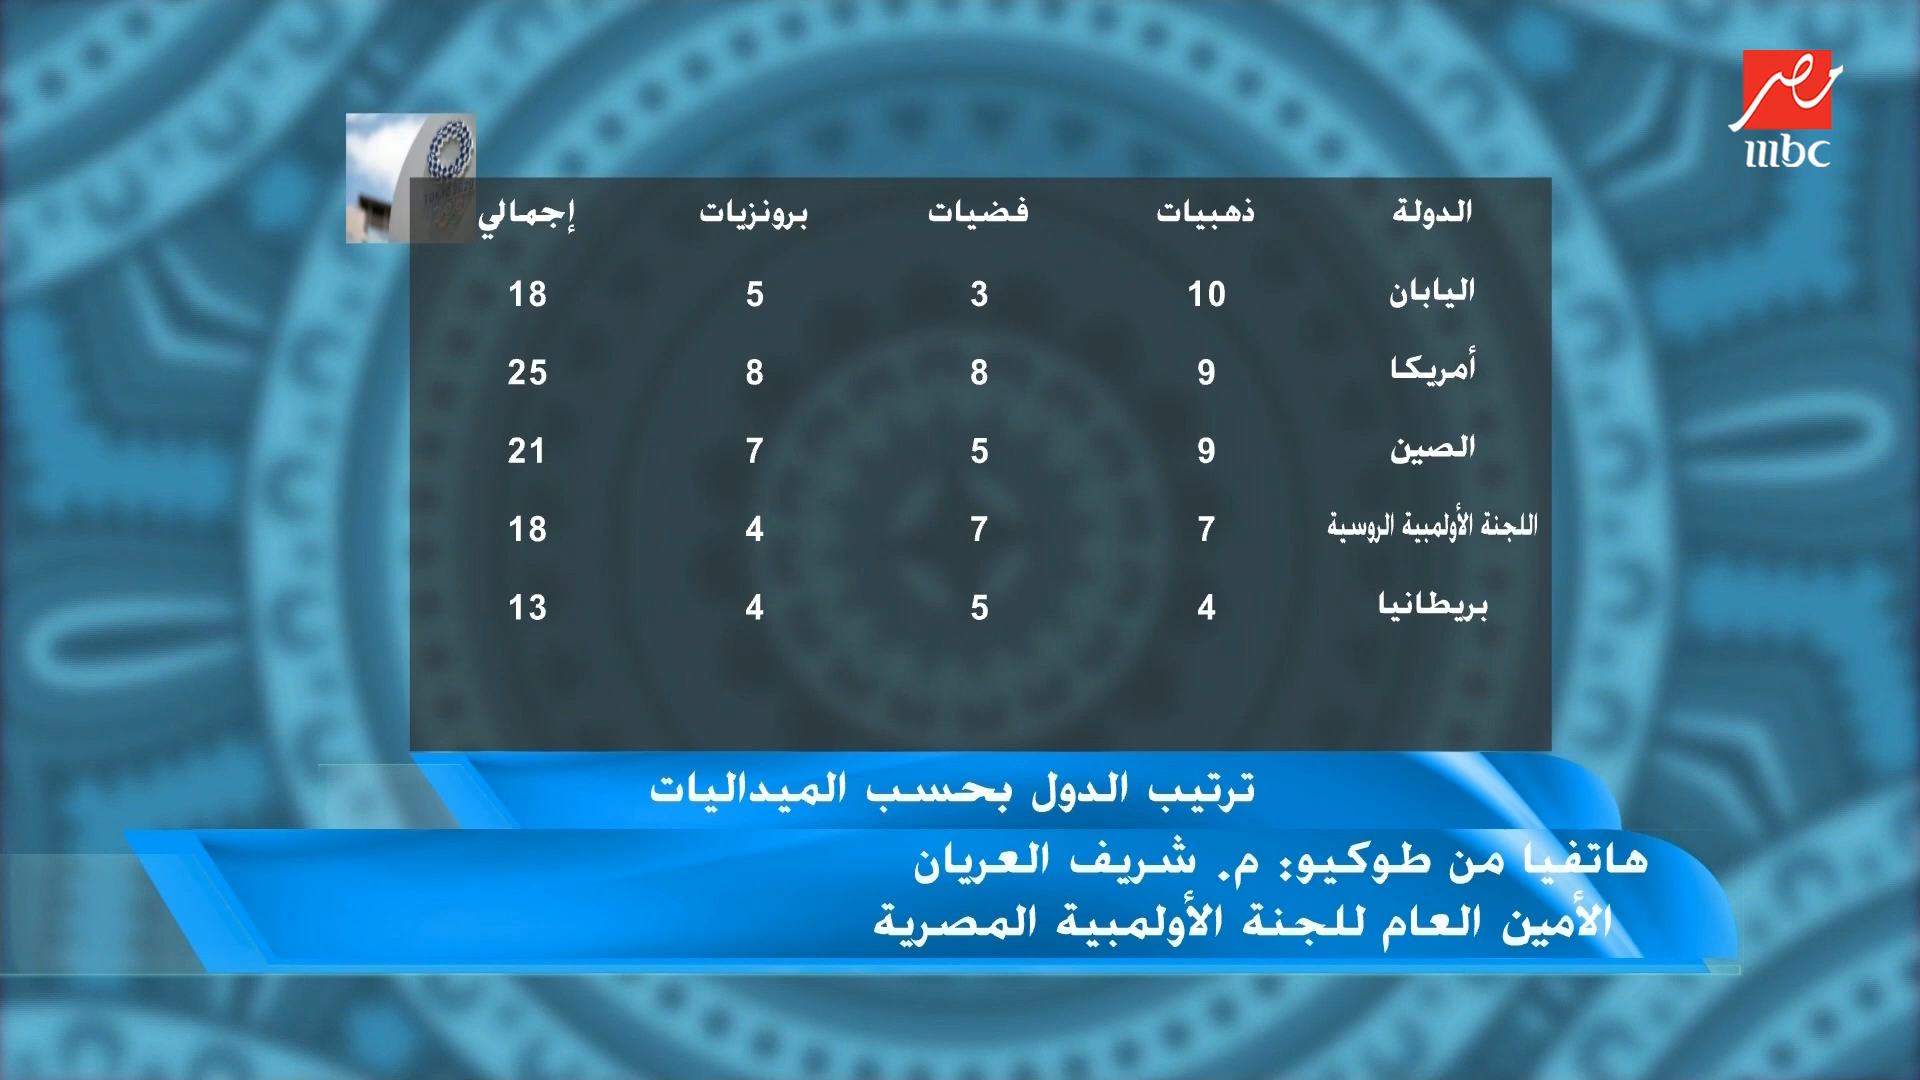 مصر
mbc
الدولة ذهبيات فضيات برونزيات إجمالي
اليابان 10 3 5 18
أمريكا 9 8 8 25
الصين 9 5 7 21
اللجنة الأولمبية الروسية 7 7 4 18
بريطانيا 4 5 4 13
ترتيب الدول بحسب الميداليات
هاتفيا من طوكيو: م. شريف العريان
الأمين العام للجنة الأولمبية المصرية